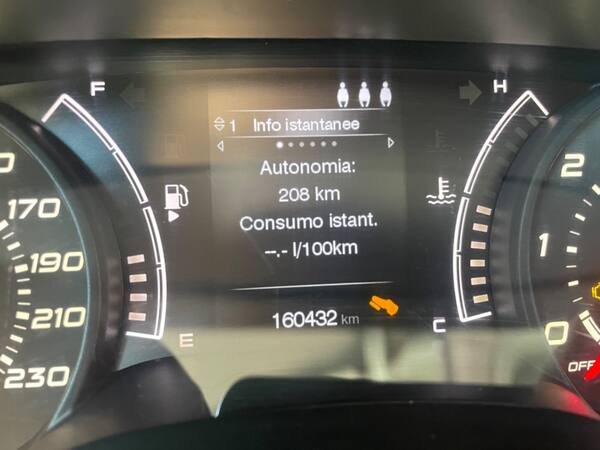 F
H
1 Info istantanee
Autonomia:
208 km
Consumo istant.
--.- l/100km
160432 km
E
C
170
190
210
230
2
1
0
OFF